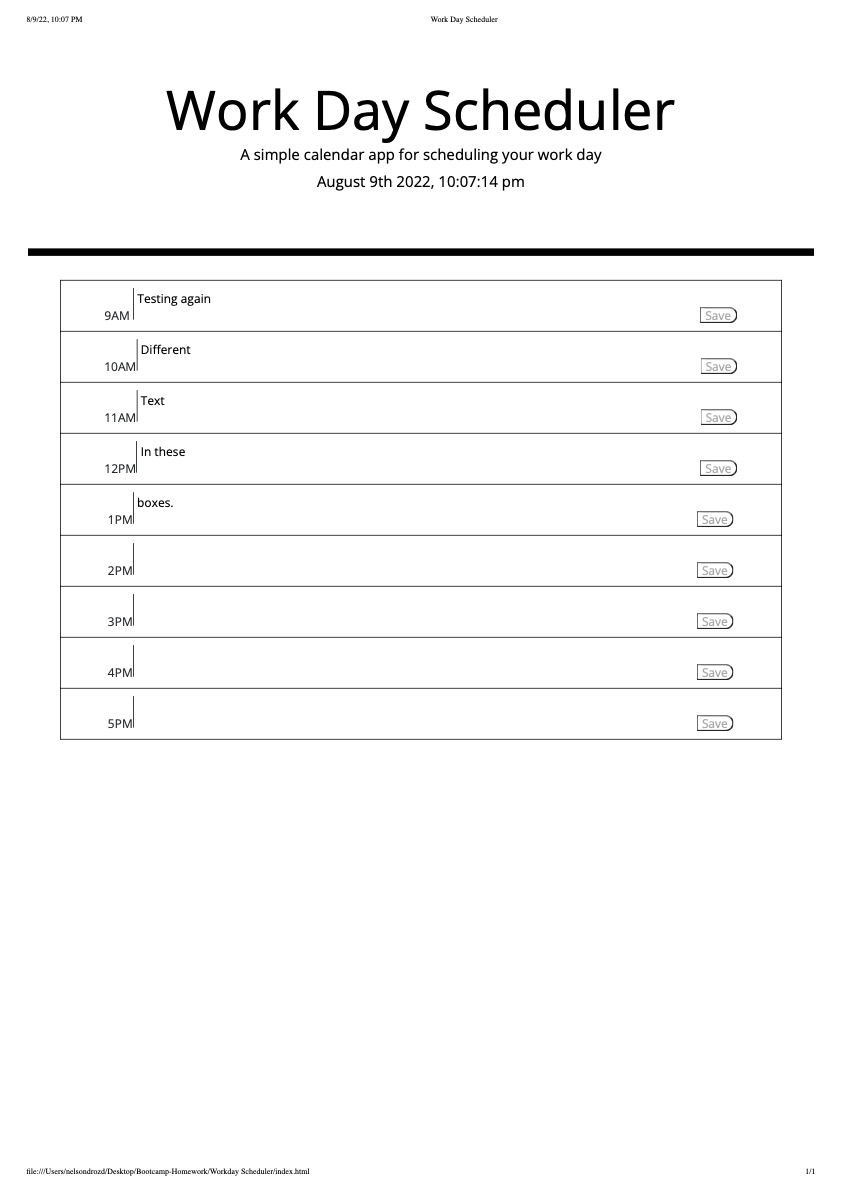 8/9/22, 10:07 PM Work Day Scheduler
Work Day Scheduler
A simple calendar app for scheduling your work day
August 9th 2022, 10:07:14 pm
9AM Testing again Save
10AM Different Save
11AM Text Save
12PM In these Save
1PM boxes. Save
2PM Save
3PM Save
4PM Save
5PM Save
file:///Users/nelsondrozd/Desktop/Bootcamp-Homework/Workday Scheduler/index.html 1/1